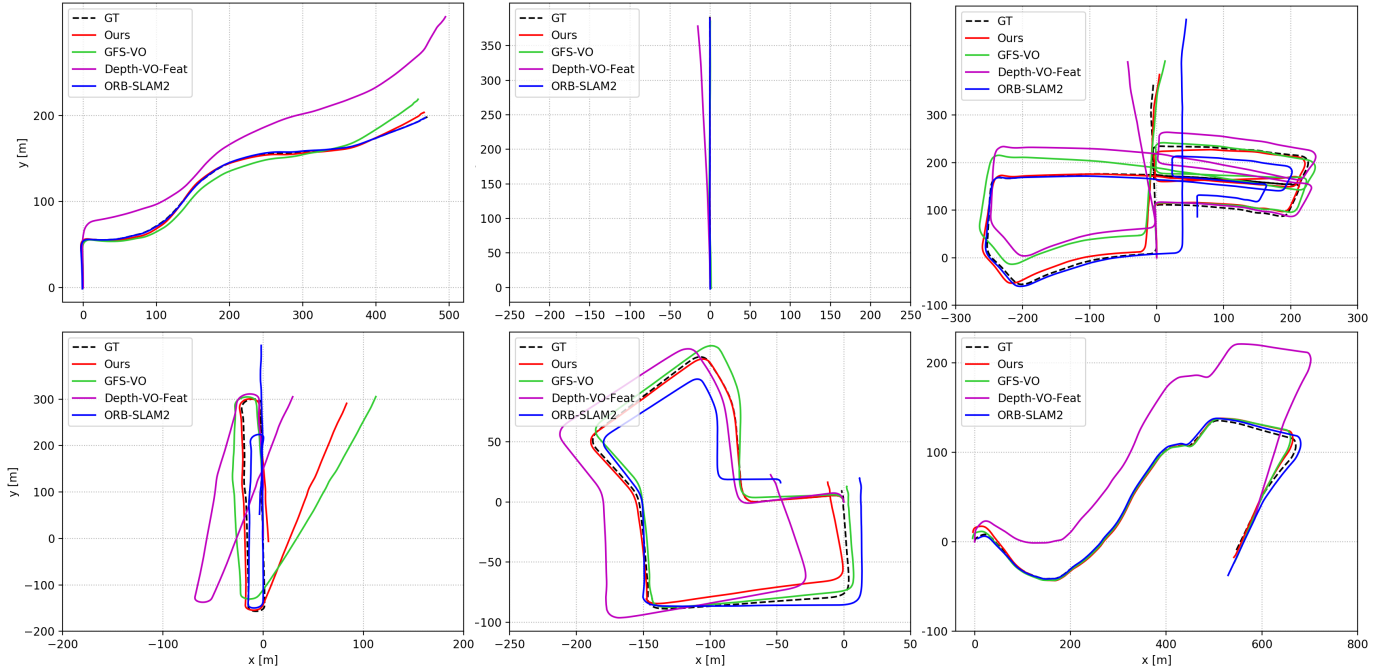 GT
Ours
GFS-VO
Depth-VO-Feat
ORB-SLAM2
y [m]
200
100
0
0
100
200
300
400
500
GT
Ours
GFS-VO
Depth-VO-Feat
ORB-SLAM2
350
300
250
200
150
100
50
0
−250
−200
−150
−100
−50
0
50
100
150
200
250
GT
Ours
GFS-VO
Depth-VO-Feat
ORB-SLAM2
300
200
100
0
-100
−300
−200
−100
0
100
200
300
GT
Ours
GFS-VO
Depth-VO-Feat
ORB-SLAM2
y [m]
300
200
100
0
−100
−200
−200
−100
0
100
200
x [m]
GT
Ours
GFS-VO
Depth-VO-Feat
ORB-SLAM2
50
0
−50
−100
−250
−200
−150
−100
−50
0
50
x [m]
GT
Ours
GFS-VO
Depth-VO-Feat
ORB-SLAM2
200
100
0
-100
0
200
400
600
800
x [m]